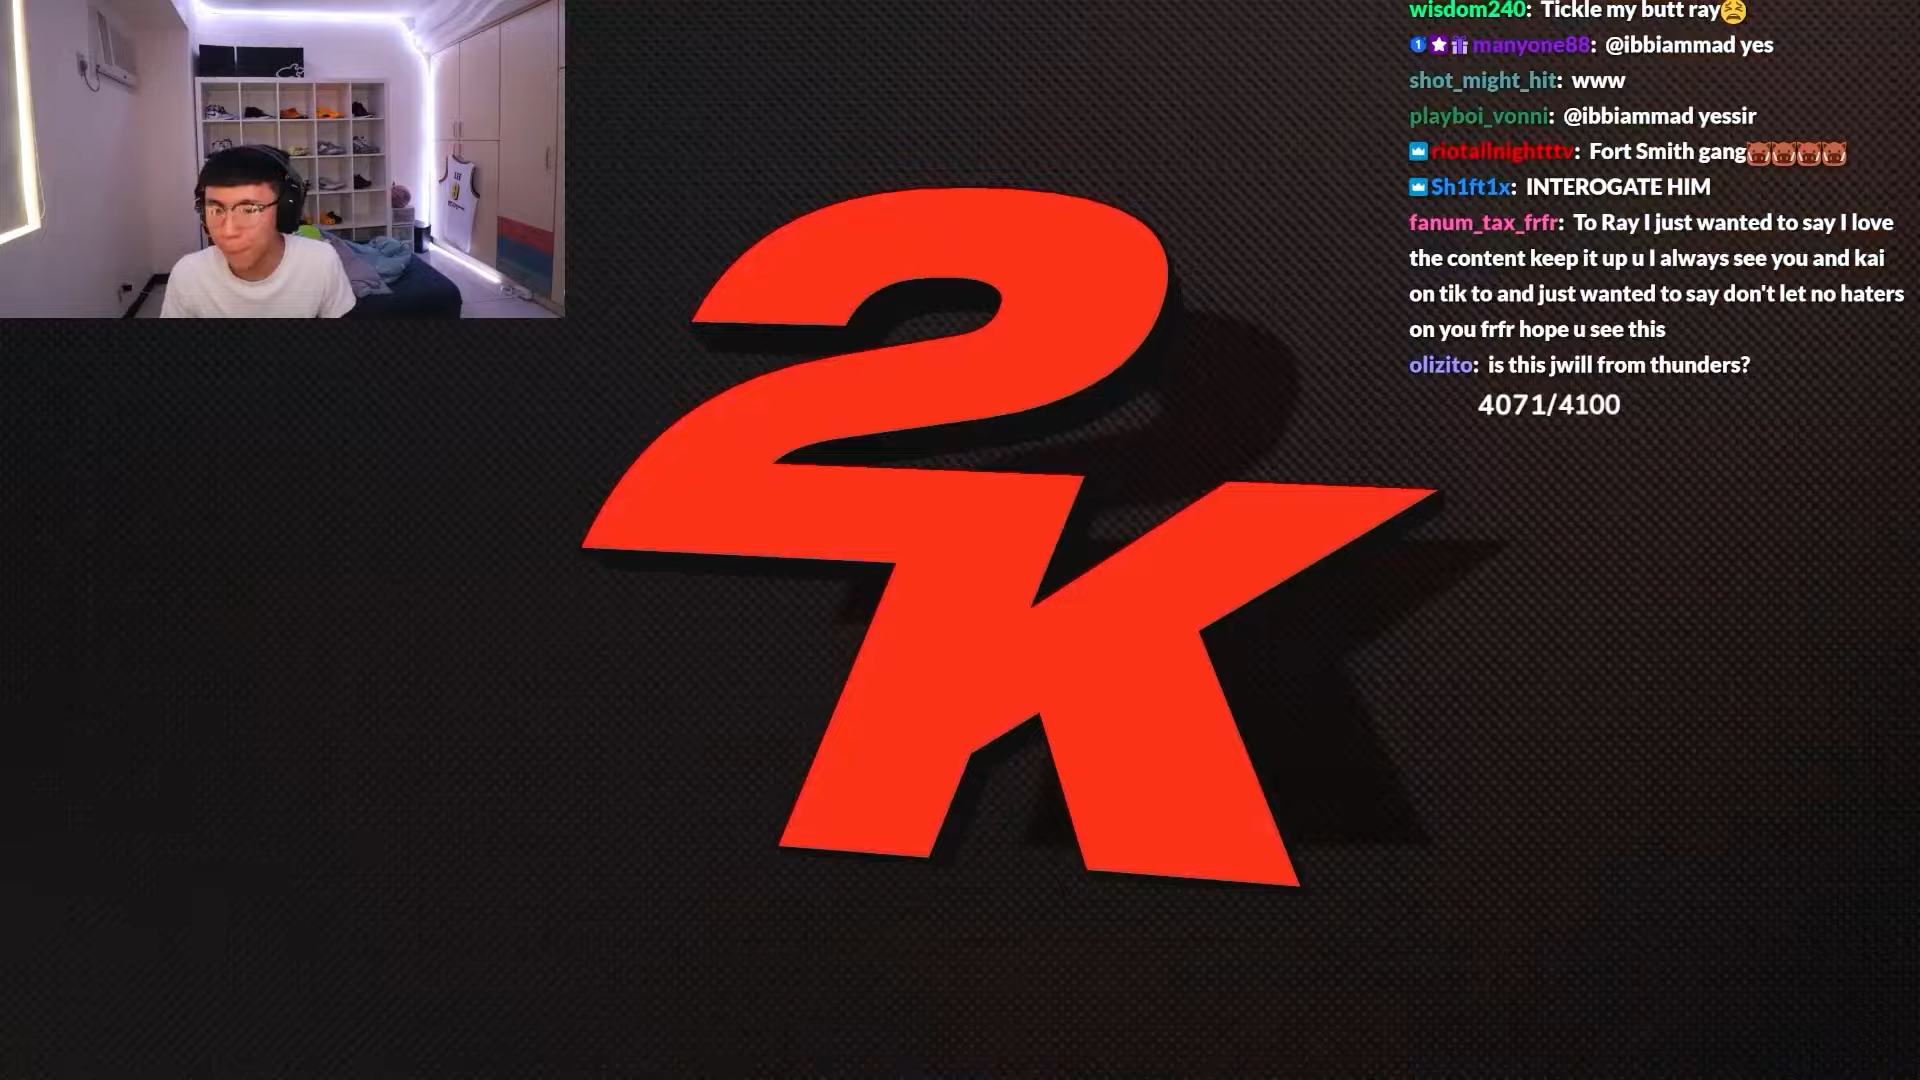 wisdom240: Tickle my butt ray
manyone88: @ibbiammad yes
shot_might_hit: www
playboi_vonni: @ibbiammad yessir
riotallnightttv: Fort Smith gang
Sh1ft1x: INTEROGATE HIM
fanum_tax_frfr: To Ray I just wanted to say I love
the content keep it up u I always see you and kai
on tik to and just wanted to say don't let no haters
on you frfr hope u see this
olizito: is this jwill from thunders?
4071/4100
2K